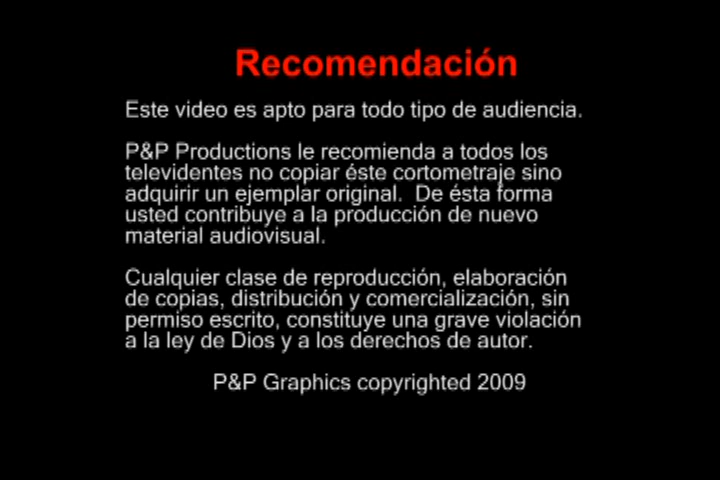 Recomendación
Este video es apto para todo tipo de audiencia.
P&P Productions le recomienda a todos los
televidentes no copiar éste cortometraje sino
adquirir un ejemplar original.  De ésta forma
usted contribuye a la producción de nuevo
material audiovisual.
Cualquier clase de reproducción, elaboración
de copias, distribución y comercialización, sin
permiso escrito, constituye una grave violación
a la ley de Dios y a los derechos de autor.
P&P Graphics copyrighted 2009